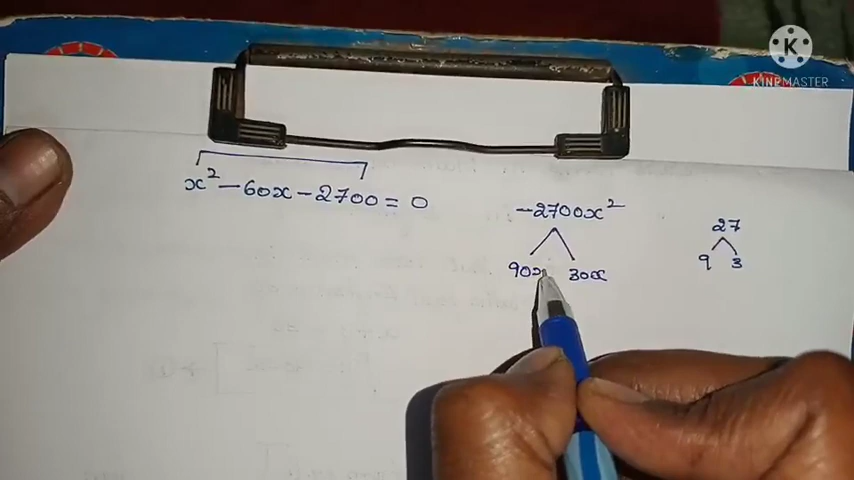 K
KINEMASTER
x² - 60x - 2700 = 0
-2700x²
27
90x 30x
9 3